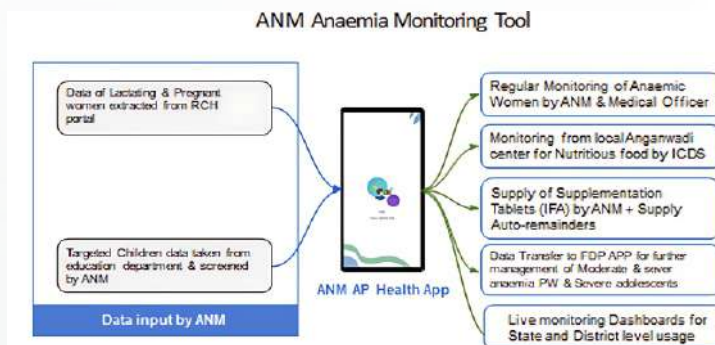 ANM Anaemia Monitoring Tool
Data of Lactating & Pregnant
women extracted from RCH
portal
Targeted Children data taken from
education department & screened
by ANM
Data input by ANM
ANM AP Health App
Regular Monitoring of Anaemic
Women by ANM & Medical Officer
Monitoring from local Anganwadi
center for Nutritious food by ICDS
Supply of Supplementation
Tablets (IFA) by ANM + Supply
Auto-remainders
Data Transfer to FDP APP for further
management of Moderate & sever
anaemia PW & Severe adolescents
Live monitoring Dashboards for
State and District level usage